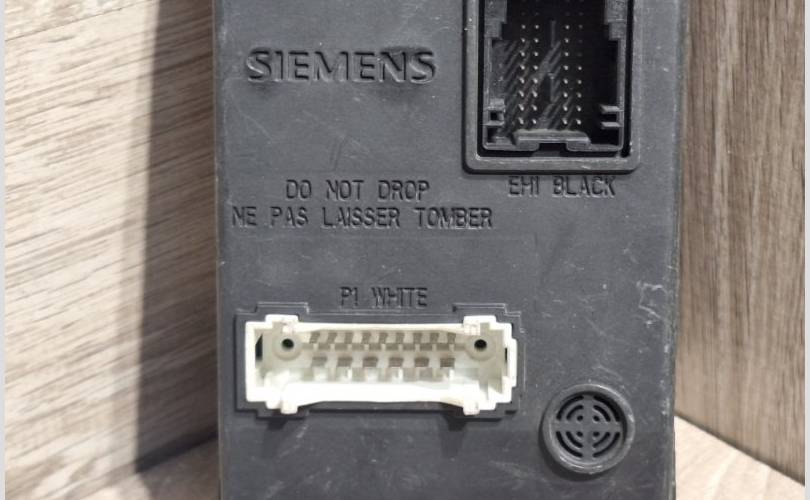 SIEMENS
DO NOT DROP
NE PAS LAISSER TOMBER
EH1 BLACK
P1 WHITE